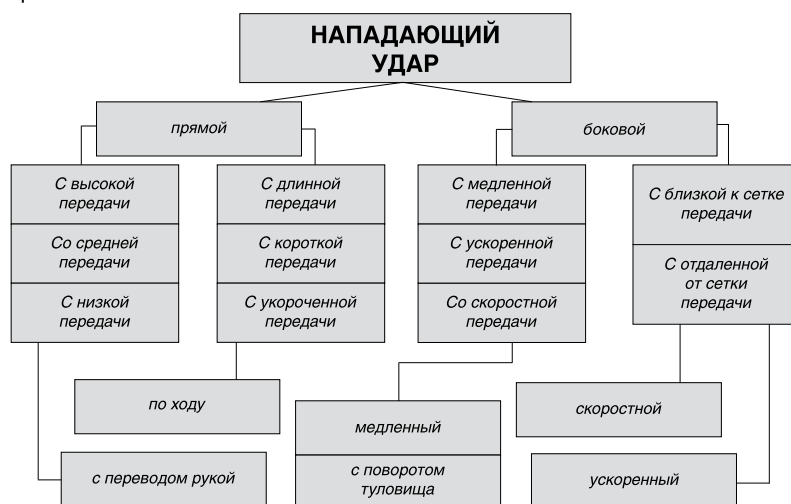 НАПАДАЮЩИЙ
УДАР
прямой
боковой
С высокой
передачи
Со средней
передачи
С низкой
передачи
С длинной
передачи
С короткой
передачи
С укороченной
передачи
С медленной
передачи
С ускоренной
передачи
Со скоростной
передачи
С близкой к сетке
передачи
С отдаленной
от сетки
передачи
по ходу
медленный
скоростной
с переводом рукой
с поворотом
туловища
ускоренный